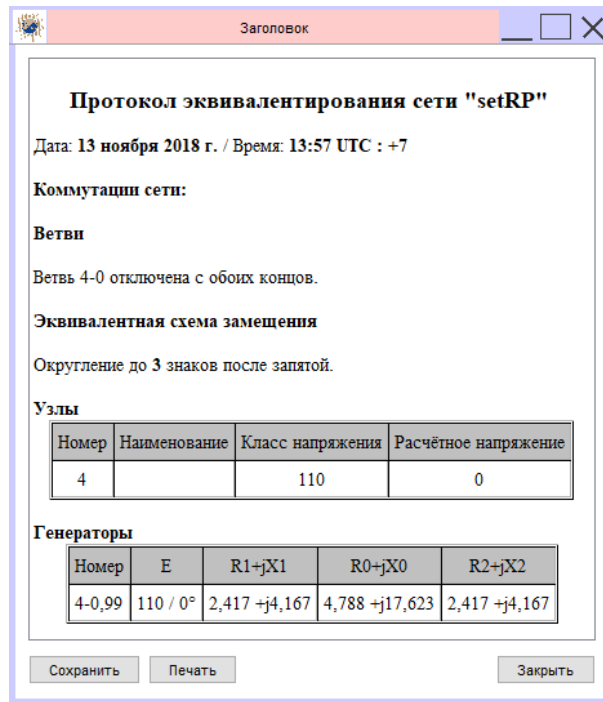 Заголовок
Протокол эквивалентирования сети "setRP"
Дата: 13 ноября 2018 г. / Время: 13:57 UTC : +7
Коммутации сети:
Ветви
Ветвь 4-0 отключена с обоих концов.
Эквивалентная схема замещения
Округление до 3 знаков после запятой.
Узлы
Номер Наименование Класс напряжения Расчётное напряжение
4 110 0
Генераторы
Номер E R1+jX1 R0+jX0 R2+jX2
4-0,99 110 / 0° 2,417 +j4,167 4,788 +j17,623 2,417 +j4,167
Сохранить Печать Закрыть